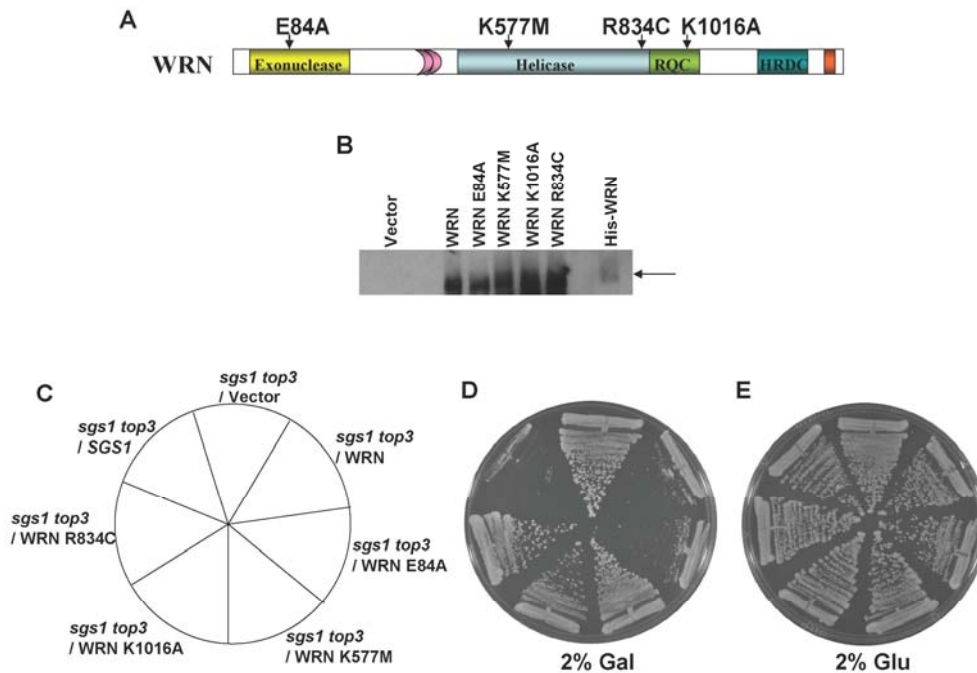 A
E84A
K577M
R834C K1016A
WRN
Exonuclease
Helicase
RQC
HRDC
B
Vector
WRN
WRN E84A
WRN K577M
WRN K1016A
WRN R834C
His-WRN
C
sgs1 top3
/ Vector
sgs1 top3
/ WRN
sgs1 top3
/ WRN E84A
sgs1 top3
/ WRN K577M
sgs1 top3
/ WRN K1016A
sgs1 top3
/ WRN R834C
sgs1 top3
/ SGS1
D
2% Gal
E
2% Glu